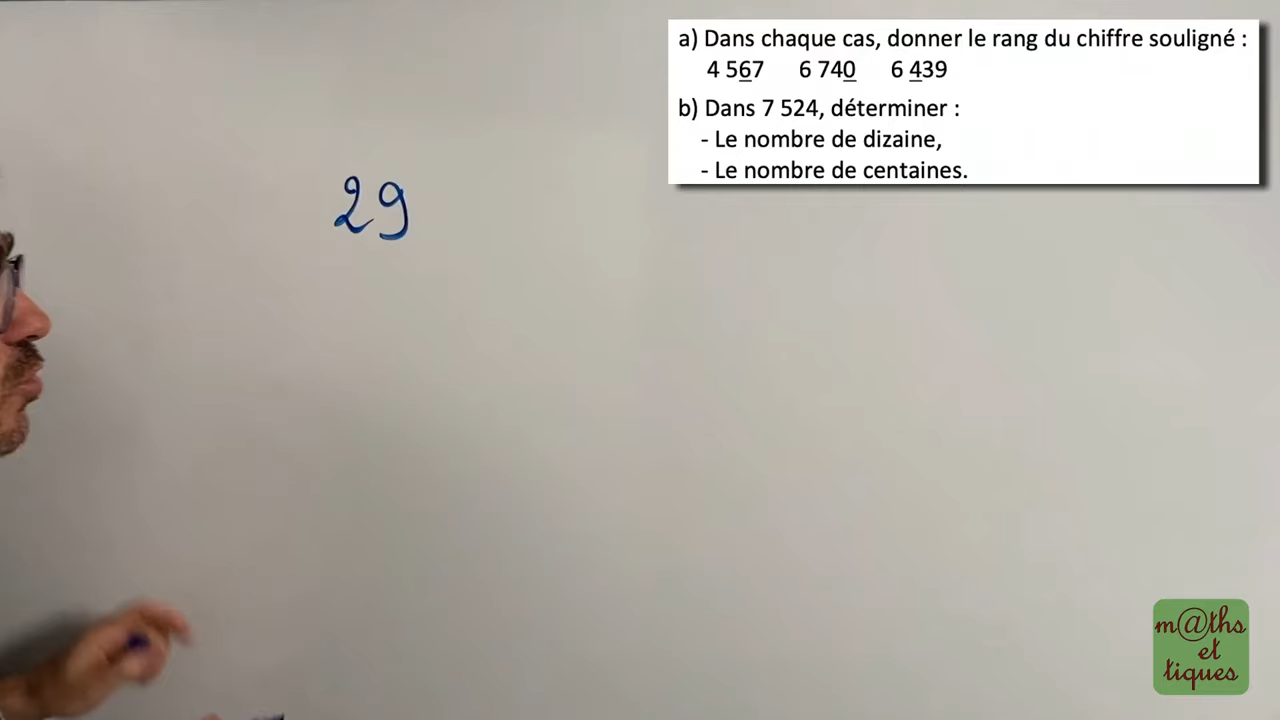 a) Dans chaque cas, donner le rang du chiffre souligné :
4 567 6 740 6 439
b) Dans 7 524, déterminer :
- Le nombre de dizaine,
- Le nombre de centaines.
29
m@ths
et
tiques